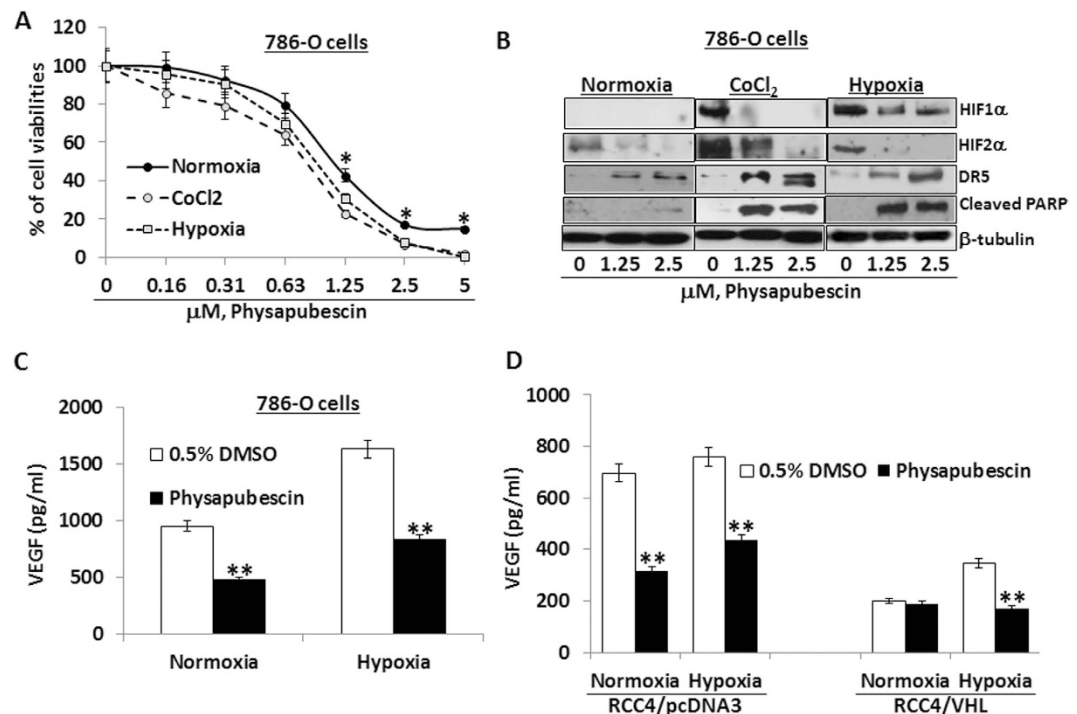 A
120
100
80
60
40
20
0
% of cell viabilities
786-O cells
Normoxia
CoCl2
Hypoxia
*
*
*
0 0.16 0.31 0.63 1.25 2.5 5
μM, Physapubescin
B
786-O cells
Normoxia CoCl₂ Hypoxia
HIF1α
HIF2α
DR5
Cleaved PARP
β-tubulin
0 1.25 2.5 0 1.25 2.5 0 1.25 2.5
μM, Physapubescin
C
786-O cells
2000
1500
1000
500
0
VEGF (pg/ml)
0.5% DMSO
Physapubescin
**
**
Normoxia Hypoxia
D
1000
800
600
400
200
0
VEGF (pg/ml)
0.5% DMSO Physapubescin
**
**
**
Normoxia Hypoxia Normoxia Hypoxia
RCC4/pcDNA3 RCC4/VHL